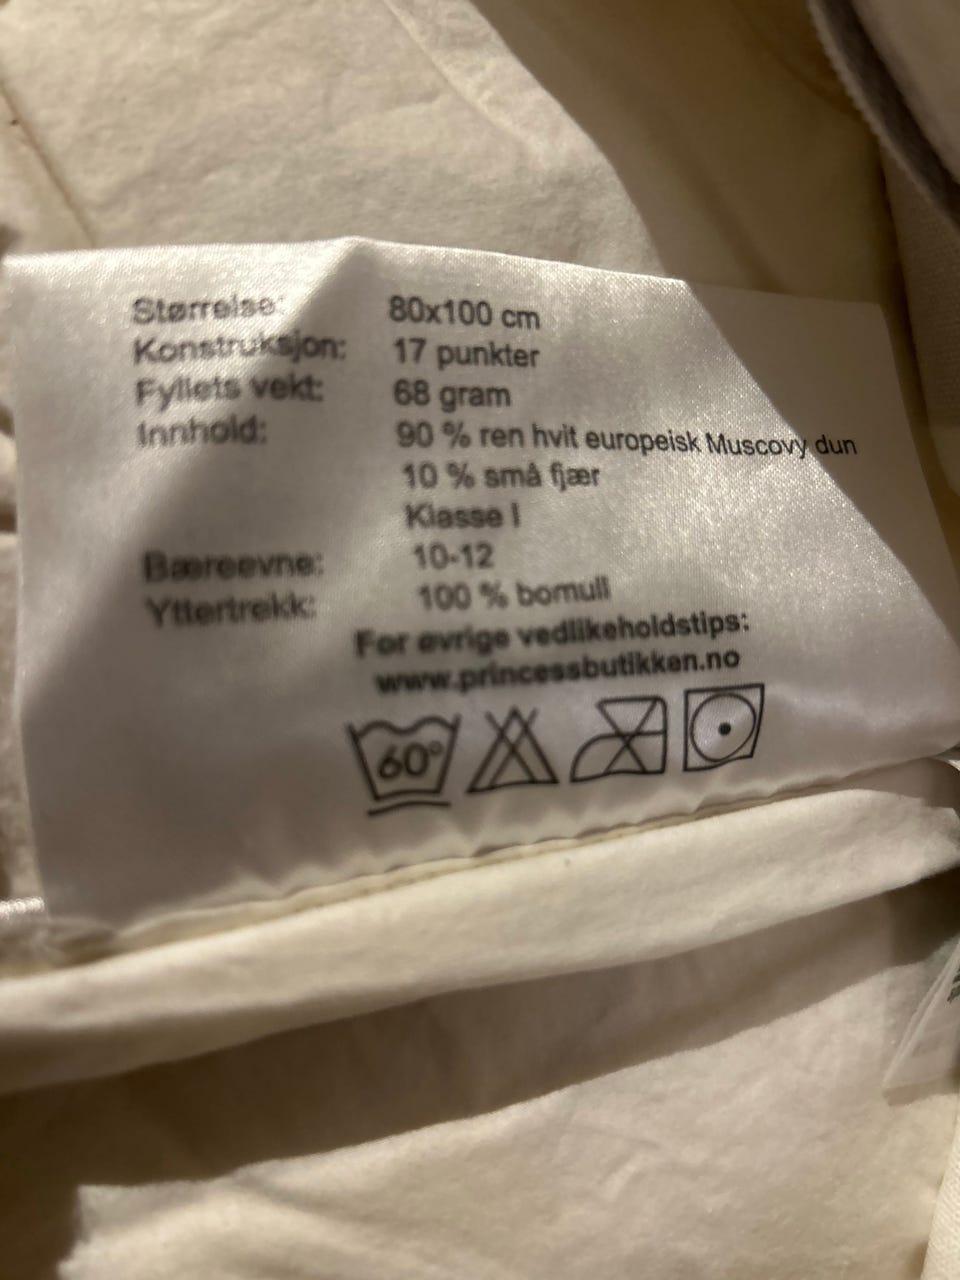 Størrelse: 80x100 cm
Konstruksjon: 17 punkter
Fyllets vekt: 68 gram
Innhold: 90 % ren hvit europeisk Muscovy dun
10 % små fjær
Klasse I
Bæreevne: 10-12
Yttertrekk: 100 % bomull
For øvrige vedlikeholdstips:
www.princessbutikken.no
60°